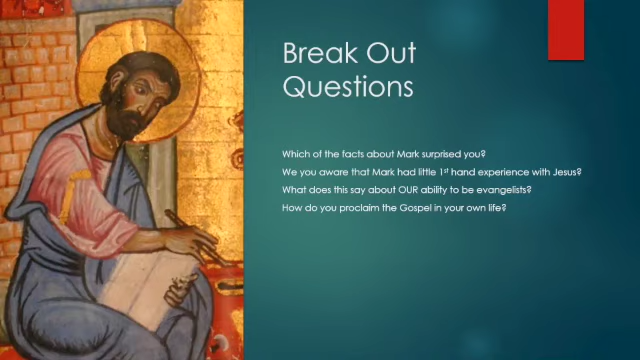 Break Out
Questions
Which of the facts about Mark surprised you?
We you aware that Mark had little 1st hand experience with Jesus?
What does this say about OUR ability to be evangelists?
How do you proclaim the Gospel in your own life?